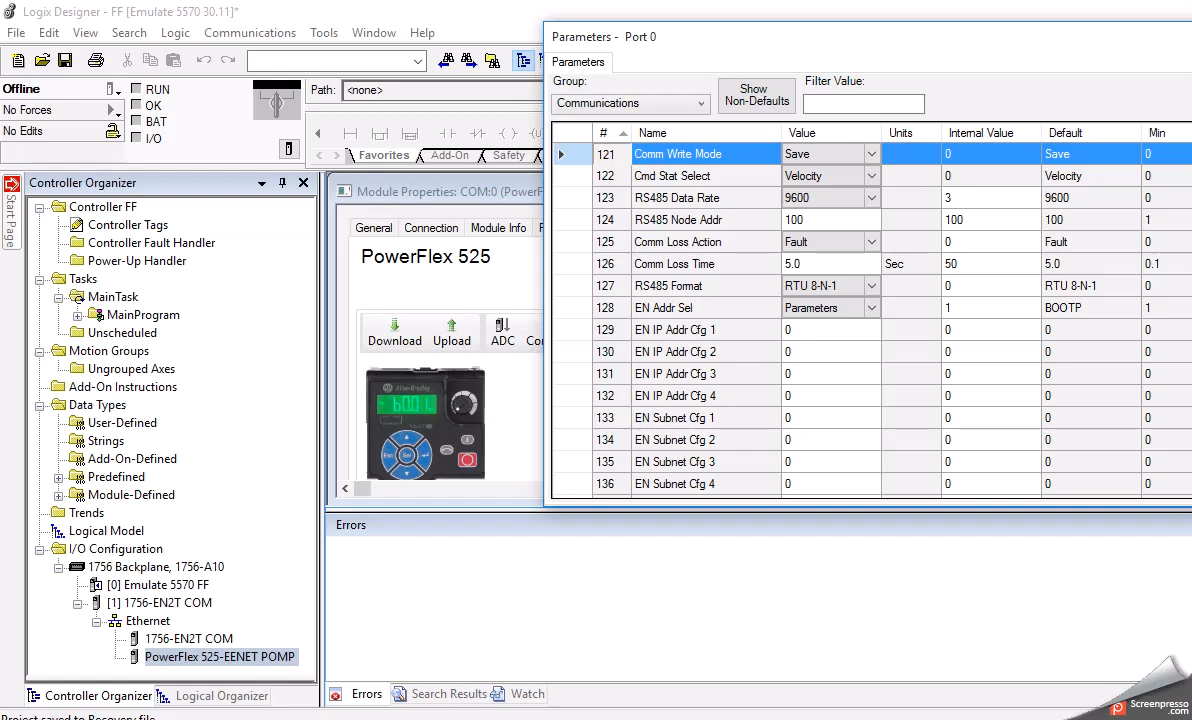 Logix Designer - FF [Emulate 5570 30.11]*
File Edit View Search Logic Communications Tools Window Help
Offline
No Forces
No Edits
RUN
OK
BAT
I/O
Path: <none>
Favorites Add-On Safety
Start Page
Controller Organizer
Controller FF
Controller Tags
Controller Fault Handler
Power-Up Handler
Tasks
MainTask
MainProgram
Unscheduled
Motion Groups
Ungrouped Axes
Add-On Instructions
Data Types
User-Defined
Strings
Add-On-Defined
Predefined
Module-Defined
Trends
Logical Model
I/O Configuration
1756 Backplane, 1756-A10
[0] Emulate 5570 FF
[1] 1756-EN2T COM
Ethernet
1756-EN2T COM
PowerFlex 525-EENET POMP
Controller Organizer Logical Organizer
Project saved to Recovery file
Module Properties: COM:0 (PowerF
General Connection Module Info
PowerFlex 525
Download Upload ADC Co
Allen-Bradley
b0.01
Esc Sel
Parameters - Port 0
Parameters
Group:
Communications
Show Non-Defaults
Filter Value:
# Name Value Units Internal Value Default Min
121 Comm Write Mode Save 0 Save 0
122 Cmd Stat Select Velocity 0 Velocity 0
123 RS485 Data Rate 9600 3 9600 0
124 RS485 Node Addr 100 100 100 1
125 Comm Loss Action Fault 0 Fault 0
126 Comm Loss Time 5.0 Sec 50 5.0 0.1
127 RS485 Format RTU 8-N-1 0 RTU 8-N-1 0
128 EN Addr Sel Parameters 1 BOOTP 1
129 EN IP Addr Cfg 1 0 0 0 0
130 EN IP Addr Cfg 2 0 0 0 0
131 EN IP Addr Cfg 3 0 0 0 0
132 EN IP Addr Cfg 4 0 0 0 0
133 EN Subnet Cfg 1 0 0 0 0
134 EN Subnet Cfg 2 0 0 0 0
135 EN Subnet Cfg 3 0 0 0 0
136 EN Subnet Cfg 4 0 0 0 0
Errors
Errors Search Results Watch
Screenpresso
.com